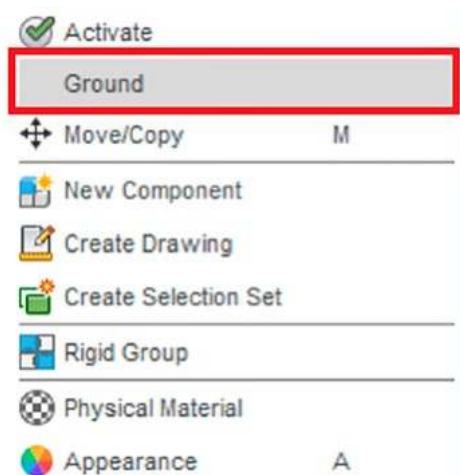 Activate
Ground
Move/Copy M
New Component
Create Drawing
Create Selection Set
Rigid Group
Physical Material
Appearance A